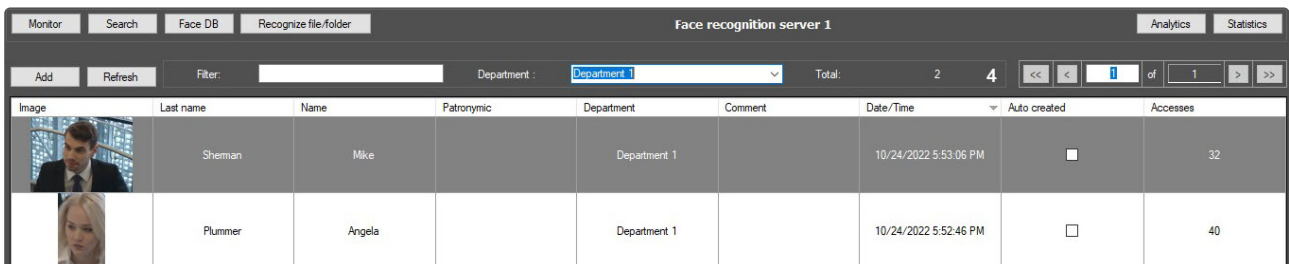 Monitor Search Face DB Recognize file/folder Face recognition server 1 Analytics Statistics
Add Refresh Filter: Department : Department 1 Total: 2 4 << < 1 of 1 > >>
Image Last name Name Patronymic Department Comment Date/Time Auto created Accesses
Sherman Mike Department 1 10/24/2022 5:53:06 PM 32
Plummer Angela Department 1 10/24/2022 5:52:46 PM 40